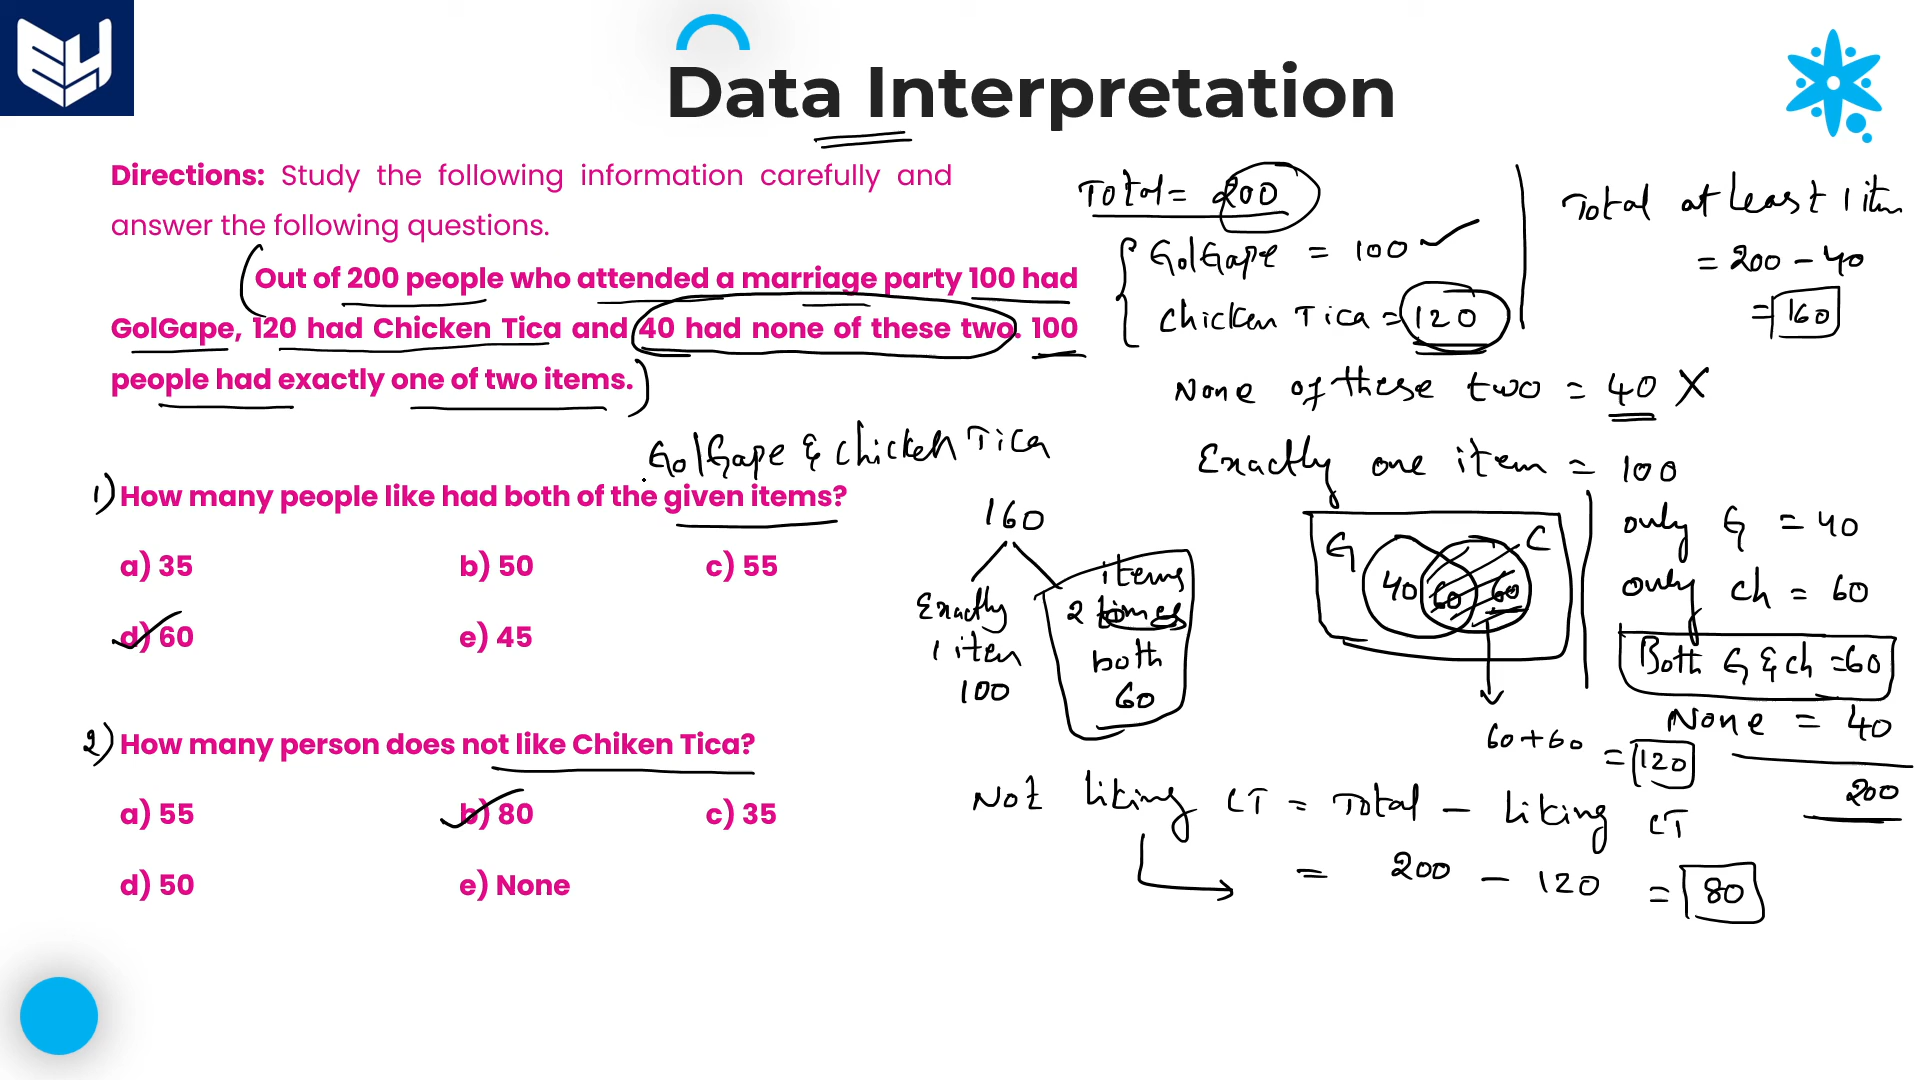 Data Interpretation
Directions: Study the following information carefully and
answer the following questions.
Out of 200 people who attended a marriage party 100 had
GolGape, 120 had Chicken Tica and 40 had none of these two. 100
people had exactly one of two items.
GolGape & chicken Tica
1) How many people like had both of the given items?
a) 35
b) 50
c) 55
d) 60
e) 45
2) How many person does not like Chiken Tica?
a) 55
b) 80
c) 35
d) 50
e) None
Total = 200
GolGape = 100
chicken Tica = 120
None of these two = 40 X
Exactly one item = 100
Total at least 1 item
= 200 - 40
= 160
160
Exactly
1 item
100
items
2 times
both
60
G
C
40
60
60
60 + 60
= 120
only G = 40
only ch = 60
Both G & ch = 60
None = 40
200
Not liking CT = Total - liking CT
= 200 - 120 = 80